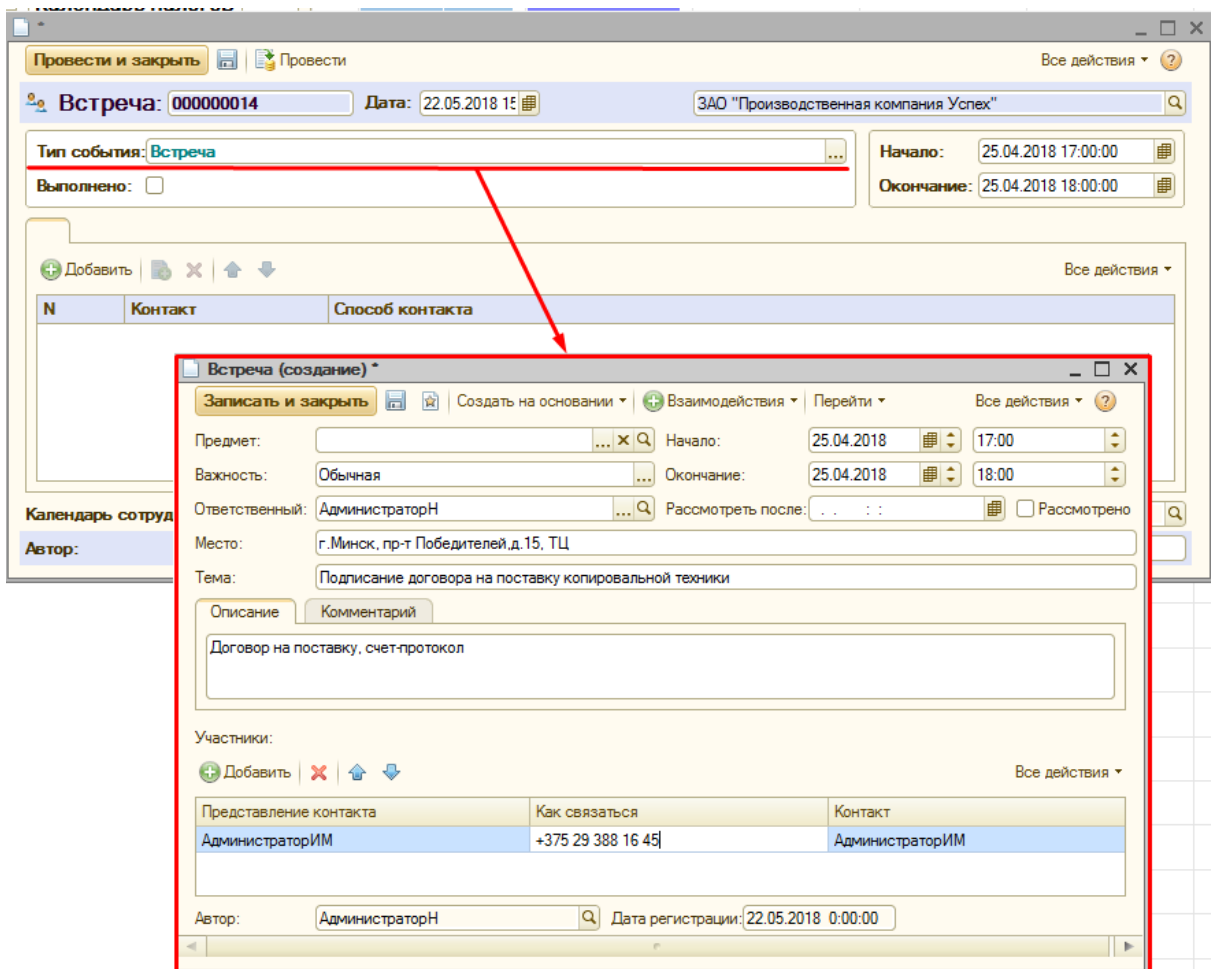 *
Провести и закрыть Провести Все действия
Встреча: 000000014 Дата: 22.05.2018 15 ЗАО "Производственная компания Успех"
Тип события: Встреча ... Начало: 25.04.2018 17:00:00
Выполнено: Окончание: 25.04.2018 18:00:00
Добавить Все действия
N Контакт Способ контакта
Календарь сотруд
Автор:
Встреча (создание) *
Записать и закрыть Создать на основании Взаимодействия Перейти Все действия ?
Предмет: ... Начало: 25.04.2018 17:00
Важность: Обычная ... Окончание: 25.04.2018 18:00
Ответственный: АдминистраторН ... Рассмотреть после: . . : : Рассмотрено
Место: г.Минск, пр-т Победителей,д.15, ТЦ
Тема: Подписание договора на поставку копировальной техники
Описание Комментарий
Договор на поставку, счет-протокол
Участники:
Добавить Все действия
Представление контакта Как связаться Контакт
АдминистраторИМ +375 29 388 16 45 АдминистраторИМ
Автор: АдминистраторН Дата регистрации: 22.05.2018 0:00:00